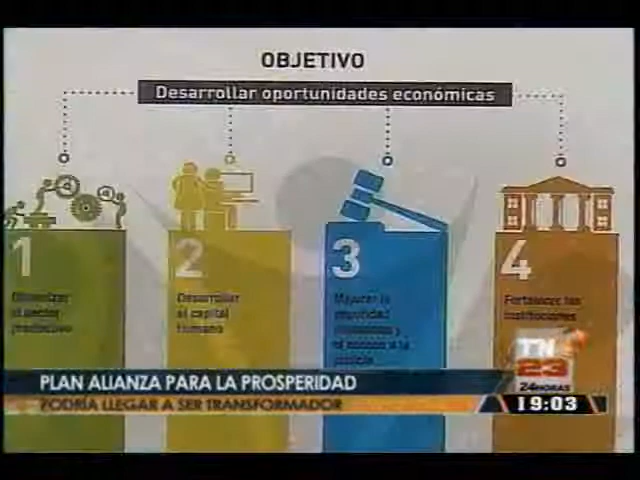 OBJETIVO
Desarrollar oportunidades económicas
1
Dinamizar
el sector
productivo
2
Desarrollar
el capital
humano
3
Mejorar la
seguridad
ciudadana y
el acceso a la
justicia
4
Fortalecer las
instituciones
TN
23
24HORAS
PLAN ALIANZA PARA LA PROSPERIDAD
PODRÍA LLEGAR A SER TRANSFORMADOR
19:03